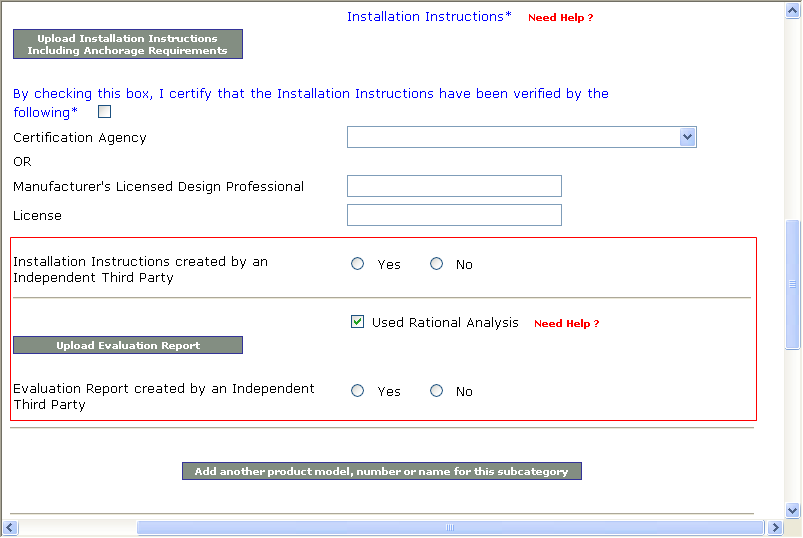 Installation Instructions* Need Help ?
Upload Installation Instructions
Including Anchorage Requirements
By checking this box, I certify that the Installation Instructions have been verified by the
following*
Certification Agency
OR
Manufacturer's Licensed Design Professional
License
Installation Instructions created by an
Independent Third Party
Yes No
Used Rational Analysis Need Help ?
Upload Evaluation Report
Evaluation Report created by an Independent
Third Party
Yes No
Add another product model, number or name for this subcategory